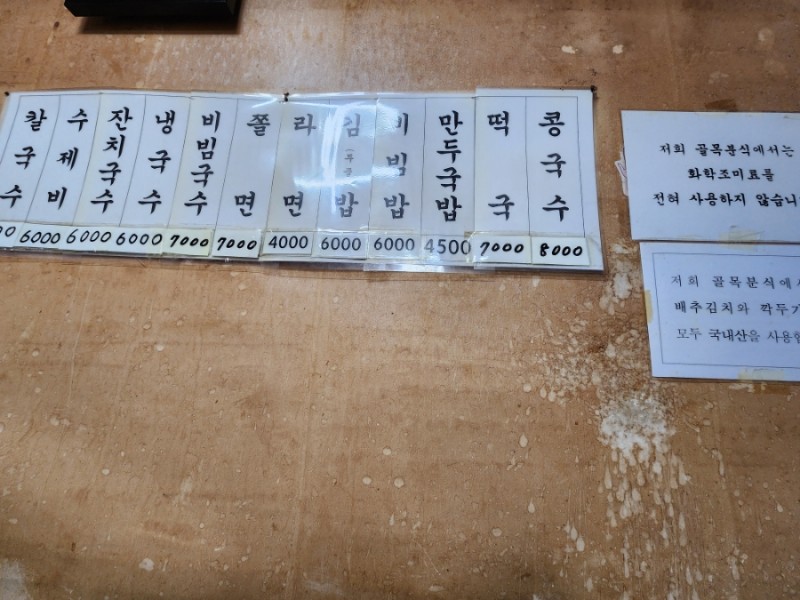 칼국수
수제비
6000
잔치국수
6000
냉국수
6000
비빔국수
7000
쫄면
7000
라면
4000
김밥
6000
비빔밥
6000
만두국밥
4500
떡국
7000
콩국수
8000
저희 골목분식에서는
화학조미료를
전혀 사용하지 않습니
저희 골목분식에서
배추김치와 깍두기
모두 국내산을 사용